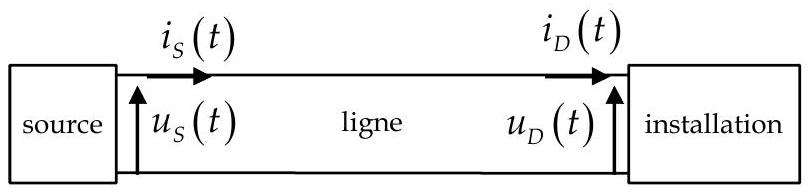 i_S(t) i_D(t)
source u_S(t) ligne u_D(t) installation